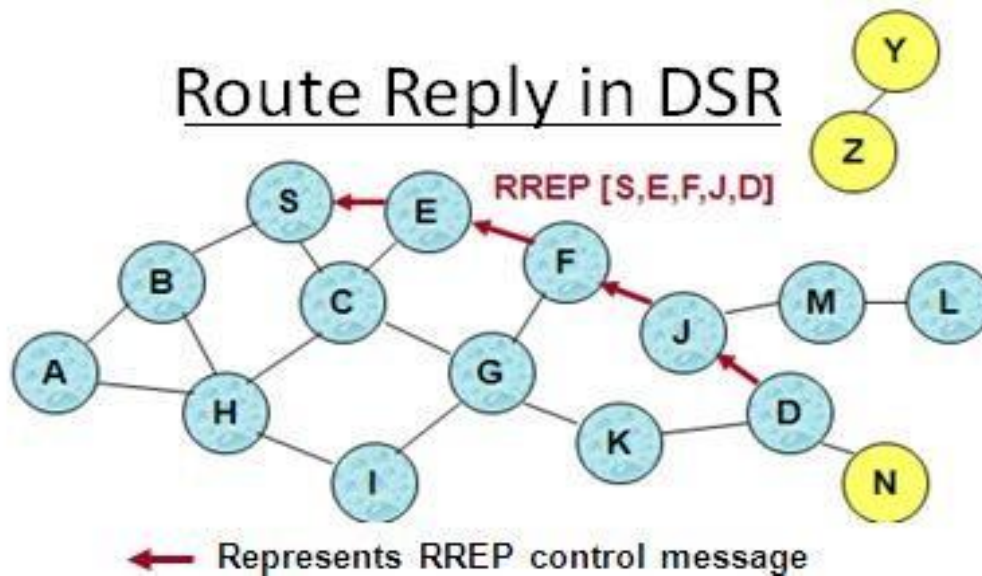 Y
Route Reply in DSR
Z
S
E
RREP [S,E,F,J,D]
F
B
C
M
L
J
A
G
H
D
K
I
N
Represents RREP control message